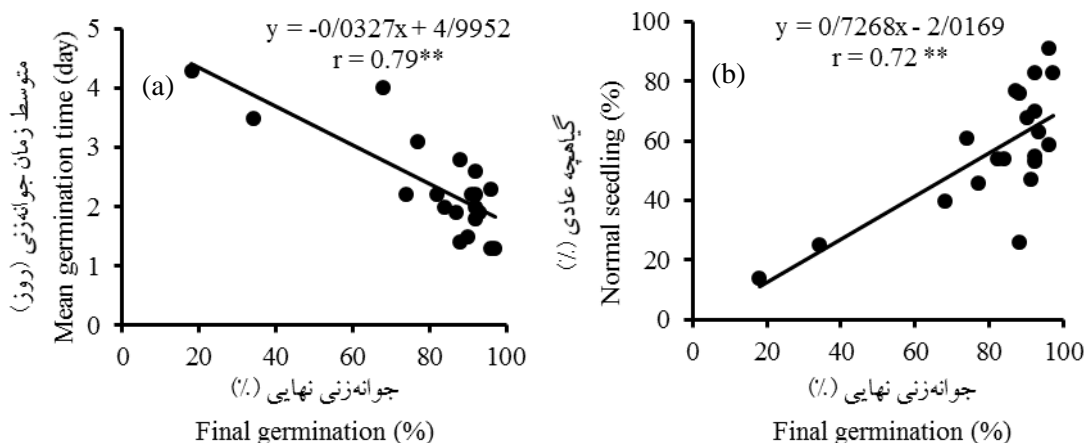 (a)
y = -0/0327x + 4/9952
r = 0.79**
متوسط زمان جوانه‌زنی (روز)
Mean germination time (day)
5
4
3
2
1
0
0 20 40 60 80 100
جوانه‌زنی نهایی (٪)
Final germination (%)
(b)
y = 0/7268x - 2/0169
r = 0.72 **
گیاهچه عادی (٪)
Normal seedling (%)
100
80
60
40
20
0
0 20 40 60 80 100
جوانه‌زنی نهایی (٪)
Final germination (%)